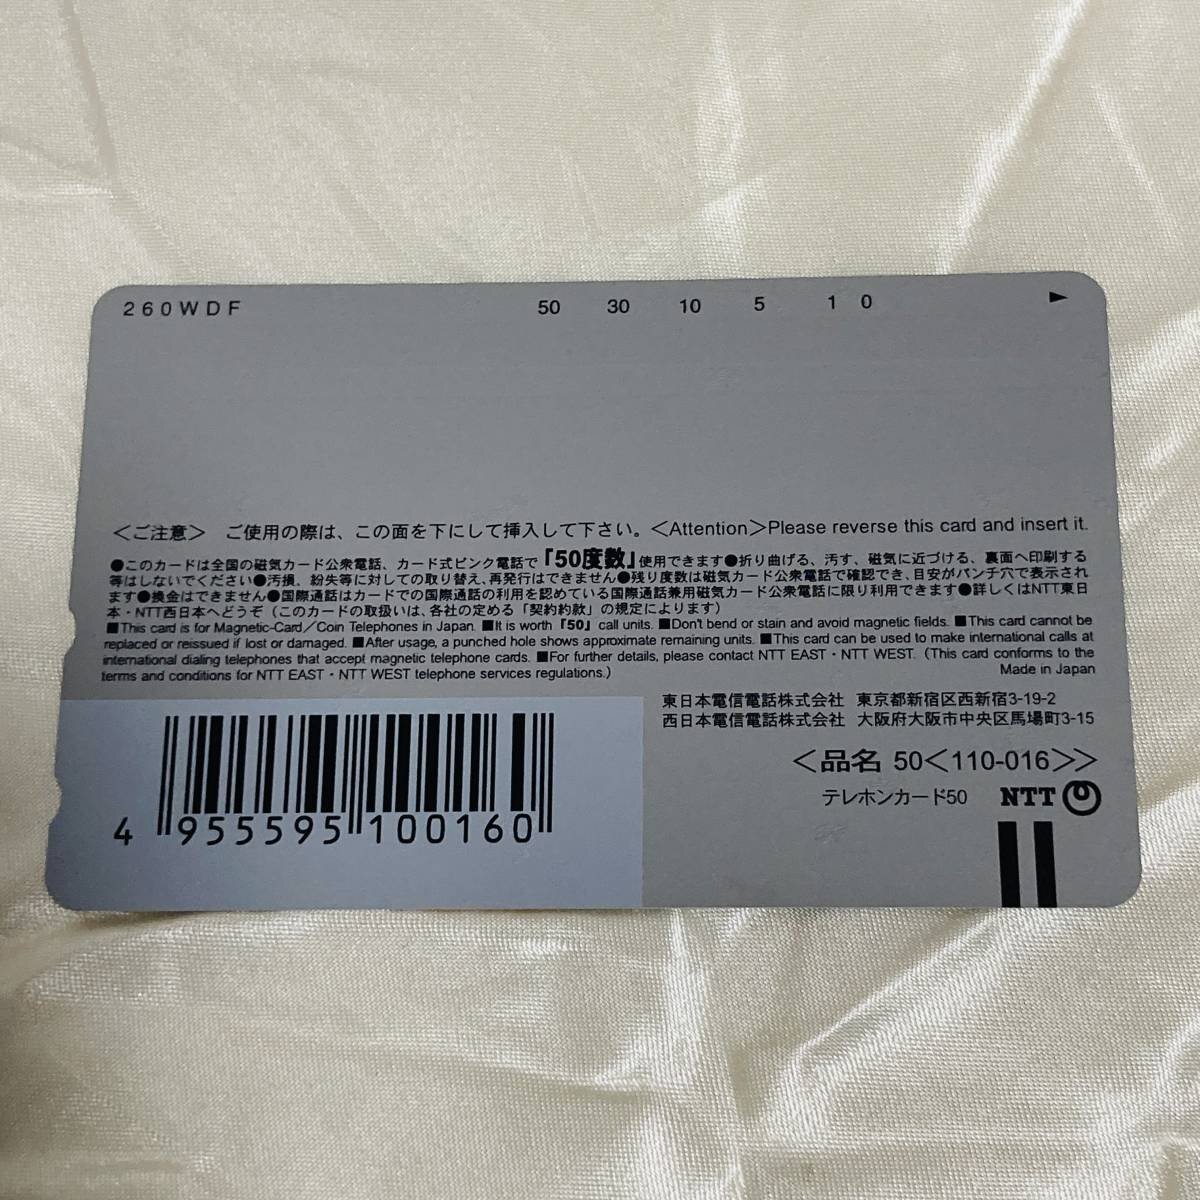 260WDF 50 30 10 5 1 0 ►
＜ご注意＞ ご使用の際は、この面を下にして挿入して下さい。＜Attention＞Please reverse this card and insert it.
●このカードは全国の磁気カード公衆電話、カード式ピンク電話で「50度数」使用できます●折り曲げる、汚す、磁気に近づける、裏面へ印刷する
等はしないでください●汚損、紛失等に対しての取り替え、再発行はできません●残り度数は磁気カード公衆電話で確認でき、目安がパンチ穴で表示され
ます●換金はできません●国際通話はカードでの国際通話の利用を認めている国際通話兼用磁気カード公衆電話に限り利用できます●詳しくはNTT東日
本・NTT西日本へどうぞ（このカードの取扱いは、各社の定める「契約約款」の規定によります）
■This card is for Magnetic-Card／Coin Telephones in Japan. ■It is worth「50」call units. ■Don't bend or stain and avoid magnetic fields. ■This card cannot be
replaced or reissued if lost or damaged. ■After usage, a punched hole shows approximate remaining units. ■This card can be used to make international calls at
international dialing telephones that accept magnetic telephone cards. ■For further details, please contact NTT EAST・NTT WEST. (This card conforms to the
terms and conditions for NTT EAST・NTT WEST telephone services regulations.) Made in Japan
東日本電信電話株式会社 東京都新宿区西新宿3-19-2
西日本電信電話株式会社 大阪府大阪市中央区馬場町3-15
＜品名 50＜110-016＞＞
テレホンカード50 NTT
4 955595 100160